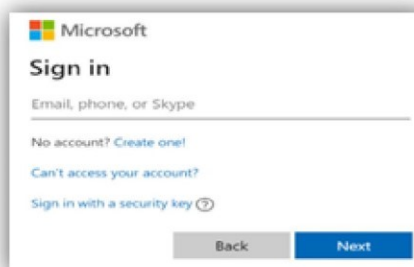 Microsoft
Sign in
Email, phone, or Skype
No account? Create one!
Can't access your account?
Sign in with a security key
Back Next